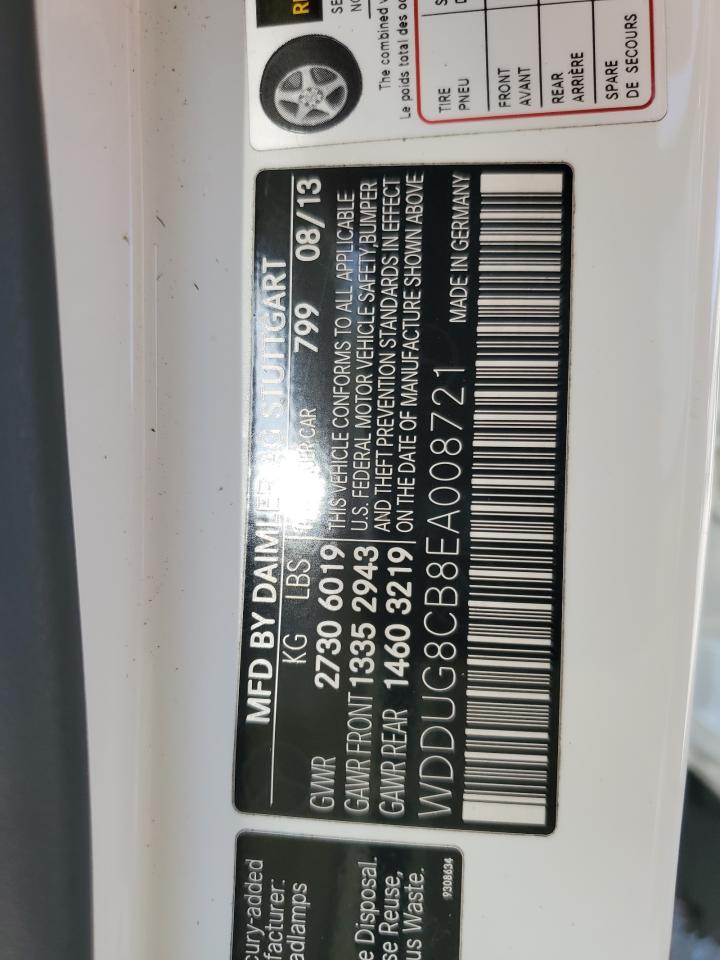 MFD BY DAIMLER AG STUTTGART
KG LBS PASSENGER CAR 799 08/13
GVWR 2730 6019
GAWR FRONT 1335 2943
GAWR REAR 1460 3219
THIS VEHICLE CONFORMS TO ALL APPLICABLE
U.S. FEDERAL MOTOR VEHICLE SAFETY,BUMPER
AND THEFT PREVENTION STANDARDS IN EFFECT
ON THE DATE OF MANUFACTURE SHOWN ABOVE
MADE IN GERMANY
WDDUG8CB8EA008721
The combined
Le poids total des
TIRE
PNEU
FRONT
AVANT
REAR
ARRIÈRE
SPARE
DE SECOURS
cury-added
facturer:
adlamps
e Disposal.
se Reuse,
us Waste.
9308634